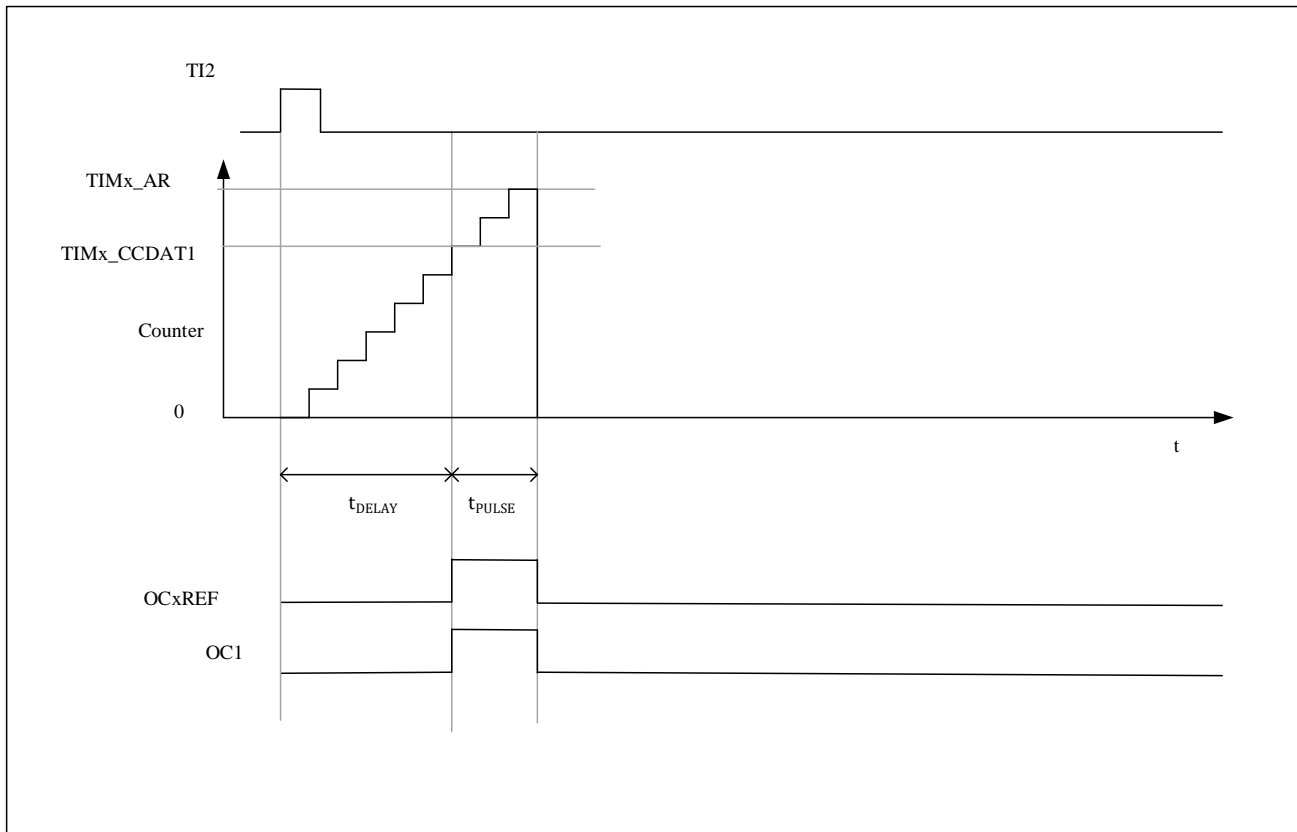 TI2
TIMx_AR
TIMx_CCDAT1
Counter
0
t
tDELAY
tPULSE
OCxREF
OC1